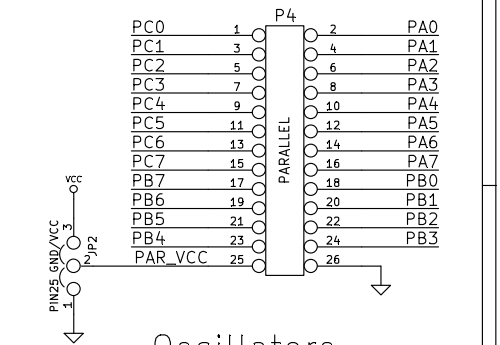 P4
PC0 1 2 PA0
PC1 3 4 PA1
PC2 5 6 PA2
PC3 7 8 PA3
PC4 9 10 PA4
PC5 11 12 PA5
PC6 13 14 PA6
PC7 15 16 PA7
PB7 17 18 PB0
PB6 19 20 PB1
PB5 21 22 PB2
PB4 23 24 PB3
PAR_VCC 25 26
PARALLEL
VCC
3
2
1
JP2
PIN25 GND/VCC